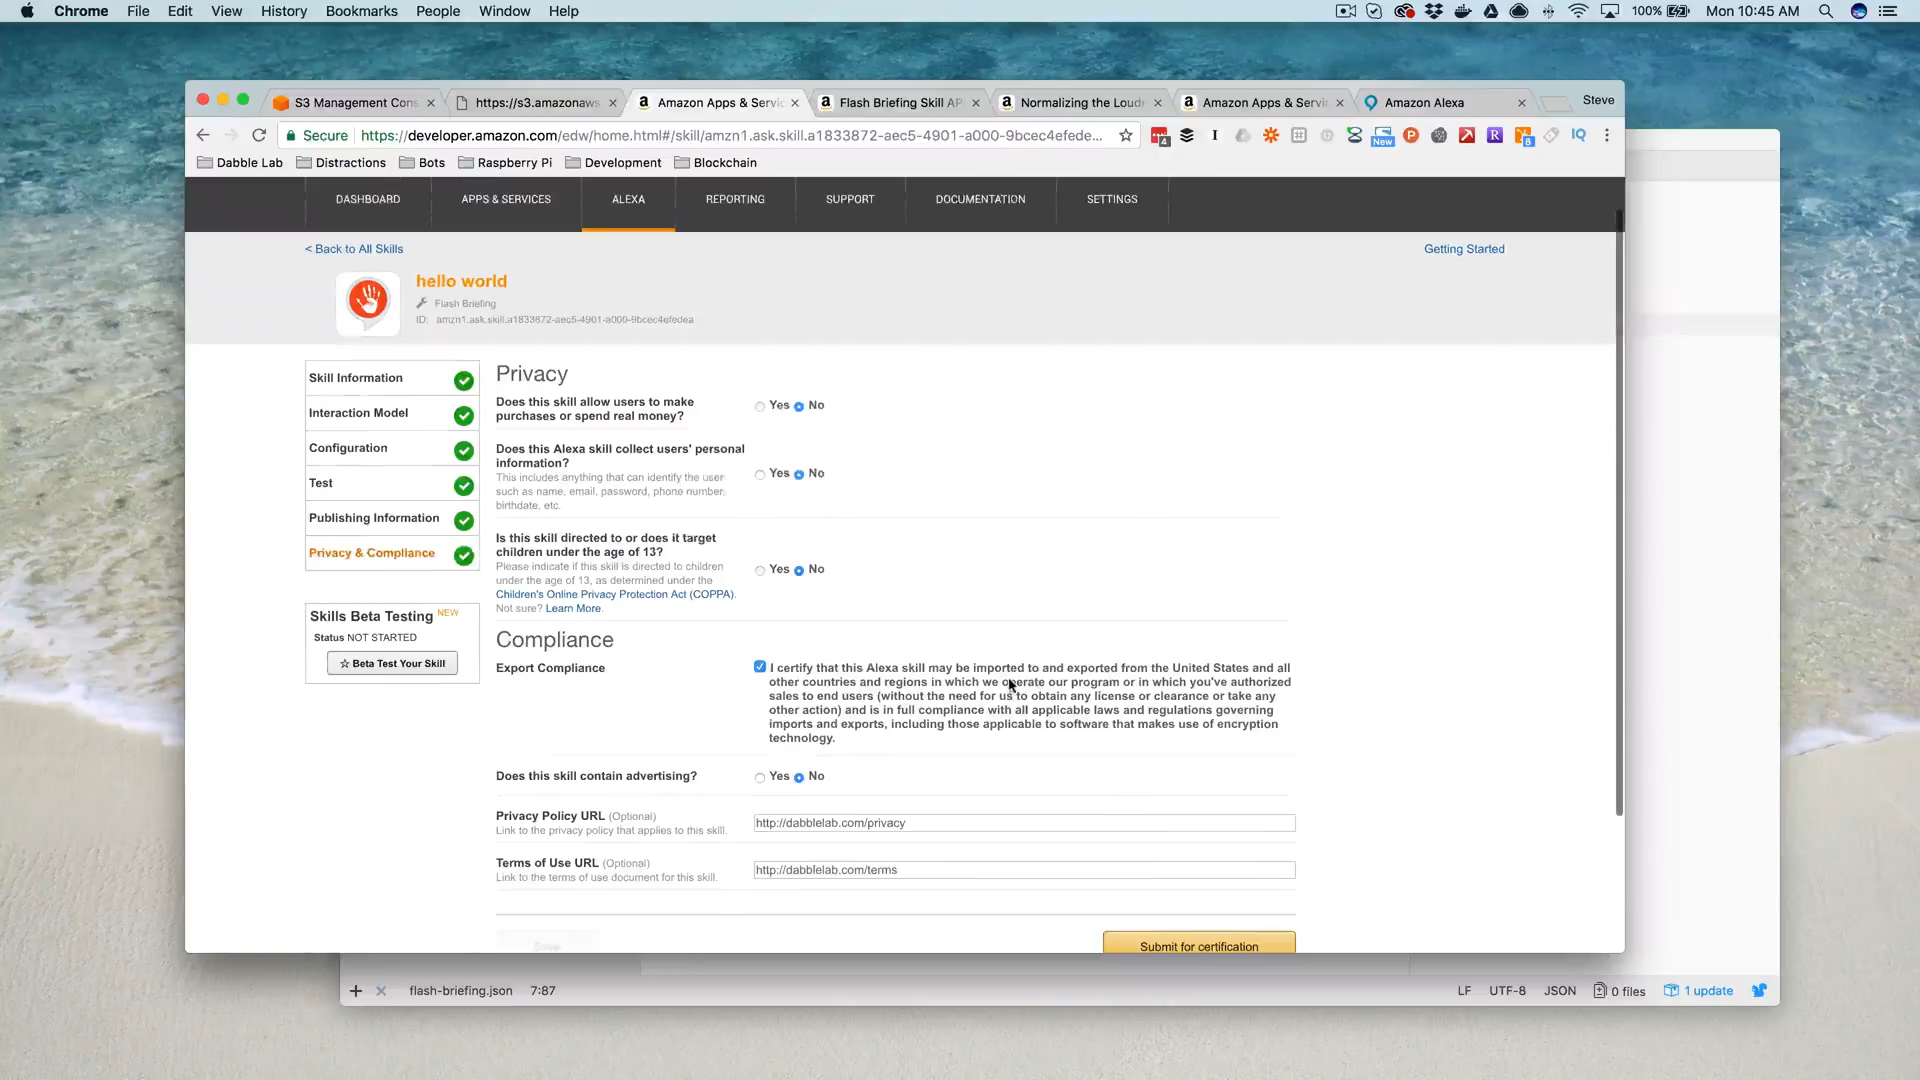 Chrome File Edit View History Bookmarks People Window Help 100% Mon 10:45 AM
S3 Management Cons https://s3.amazonaws Amazon Apps & Servic Flash Briefing Skill AP Normalizing the Loudn Amazon Apps & Servic Amazon Alexa Steve
Secure https://developer.amazon.com/edw/home.html#/skill/amzn1.ask.skill.a1833872-aec5-4901-a000-9bcec4efede...
Dabble Lab Distractions Bots Raspberry Pi Development Blockchain
DASHBOARD APPS & SERVICES ALEXA REPORTING SUPPORT DOCUMENTATION SETTINGS
< Back to All Skills Getting Started
hello world
Flash Briefing
ID: amzn1.ask.skill.a1833872-aec5-4901-a000-9bcec4efedea
Skill Information
Interaction Model
Configuration
Test
Publishing Information
Privacy & Compliance
Skills Beta Testing NEW
Status NOT STARTED
☆ Beta Test Your Skill
Privacy
Does this skill allow users to make
purchases or spend real money?
Yes No
Does this Alexa skill collect users' personal
information?
This includes anything that can identify the user
such as name, email, password, phone number,
birthdate, etc.
Yes No
Is this skill directed to or does it target
children under the age of 13?
Please indicate if this skill is directed to children
under the age of 13, as determined under the
Children's Online Privacy Protection Act (COPPA).
Not sure? Learn More.
Yes No
Compliance
Export Compliance
I certify that this Alexa skill may be imported to and exported from the United States and all
other countries and regions in which we operate our program or in which you've authorized
sales to end users (without the need for us to obtain any license or clearance or take any
other action) and is in full compliance with all applicable laws and regulations governing
imports and exports, including those applicable to software that makes use of encryption
technology.
Does this skill contain advertising? Yes No
Privacy Policy URL (Optional)
Link to the privacy policy that applies to this skill.
http://dabblelab.com/privacy
Terms of Use URL (Optional)
Link to the terms of use document for this skill.
http://dabblelab.com/terms
Save Submit for certification
flash-briefing.json 7:87 LF UTF-8 JSON 0 files 1 update